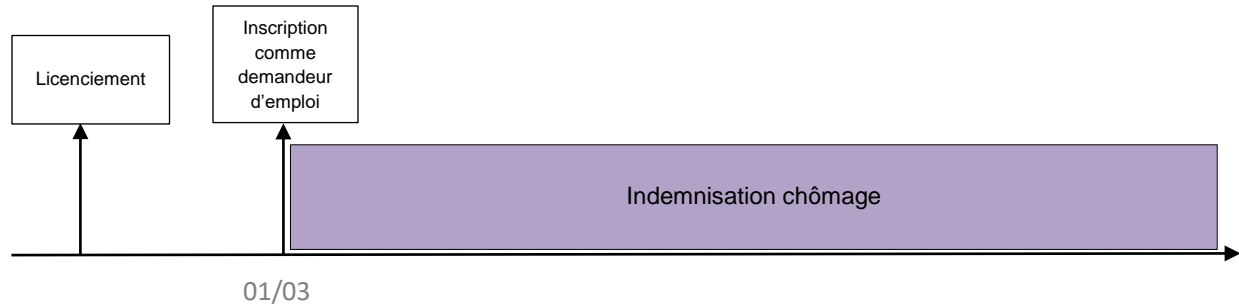 Licenciement
Inscription
comme
demandeur
d’emploi
Indemnisation chômage
01/03